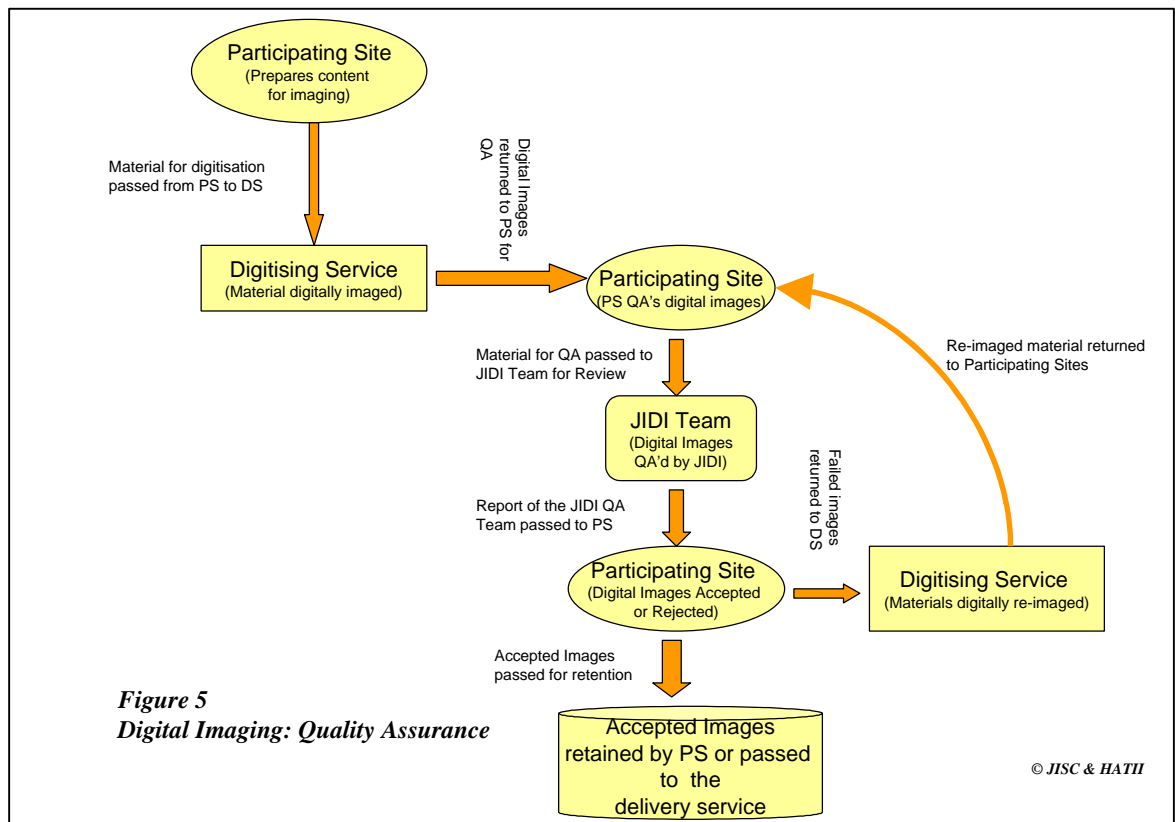 Participating Site
(Prepares content
for imaging)
Material for digitisation
passed from PS to DS
Digital Images
returned to PS for
QA
Digitising Service
(Material digitally imaged)
Participating Site
(PS QA's digital images)
Material for QA passed to
JIDI Team for Review
Re-imaged material returned
to Participating Sites
JIDI Team
(Digital Images
QA'd by JIDI)
Report of the JIDI QA
Team passed to PS
Failed images
returned to DS
Participating Site
(Digital Images Accepted
or Rejected)
Digitising Service
(Materials digitally re-imaged)
Accepted Images
passed for retention
Figure 5
Digital Imaging: Quality Assurance
Accepted Images
retained by PS or passed
to the
delivery service
© JISC & HATII